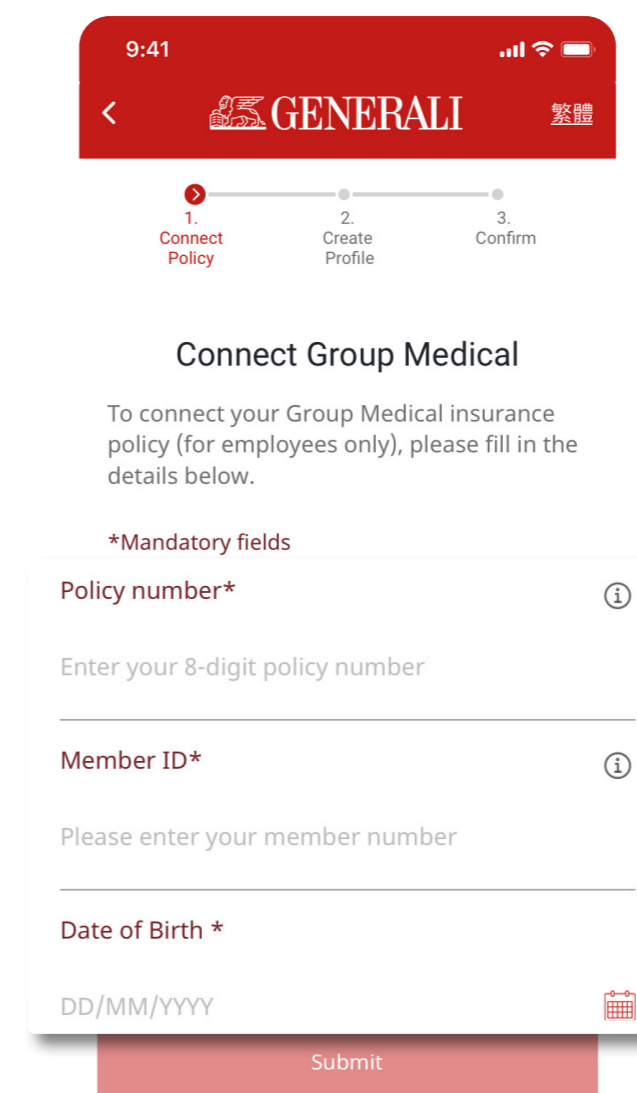 9:41
GENERALI
繁體
1.
Connect
Policy
2.
Create
Profile
3.
Confirm
Connect Group Medical
To connect your Group Medical insurance
policy (for employees only), please fill in the
details below.
*Mandatory fields
Policy number*
Enter your 8-digit policy number
Member ID*
Please enter your member number
Date of Birth *
DD/MM/YYYY
Submit